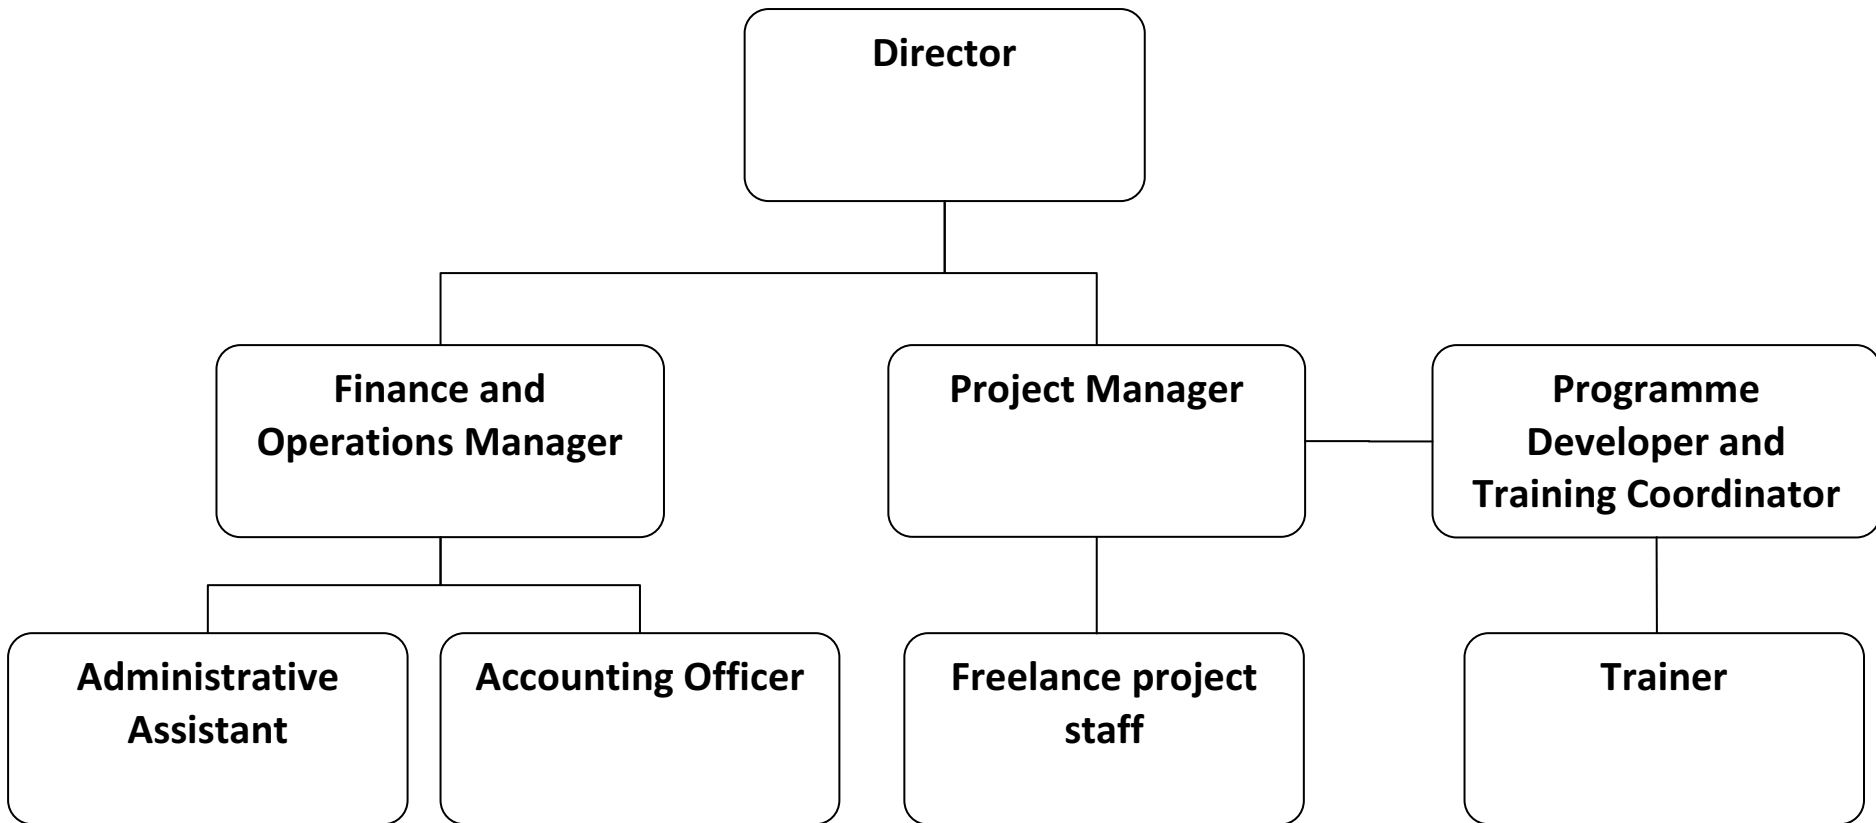 Director
Finance and
Operations Manager
Project Manager
Programme
Developer and
Training Coordinator
Administrative
Assistant
Accounting Officer
Freelance project
staff
Trainer